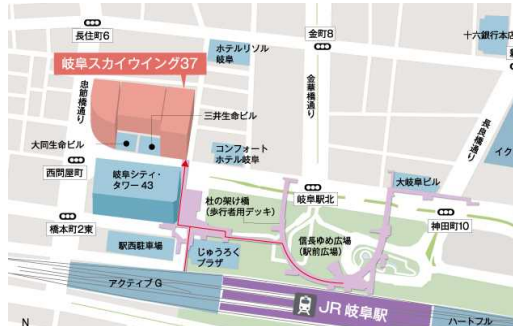 長住町6
金町8
十六銀行本店
ホテルリソル
岐阜
岐阜スカイウイング37
忠節橋通り
金華橋通り
三井生命ビル
長良橋通り
大同生命ビル
コンフォート
ホテル岐阜
イク
西問屋町
岐阜シティ・
タワー43
大岐阜ビル
杜の架け橋
(歩行者用デッキ)
岐阜駅北
橋本町2東
神田町10
信長ゆめ広場
(駅前広場)
駅西駐車場
じゅうろく
プラザ
アクティブG
JR 岐阜駅
ハートフル
N